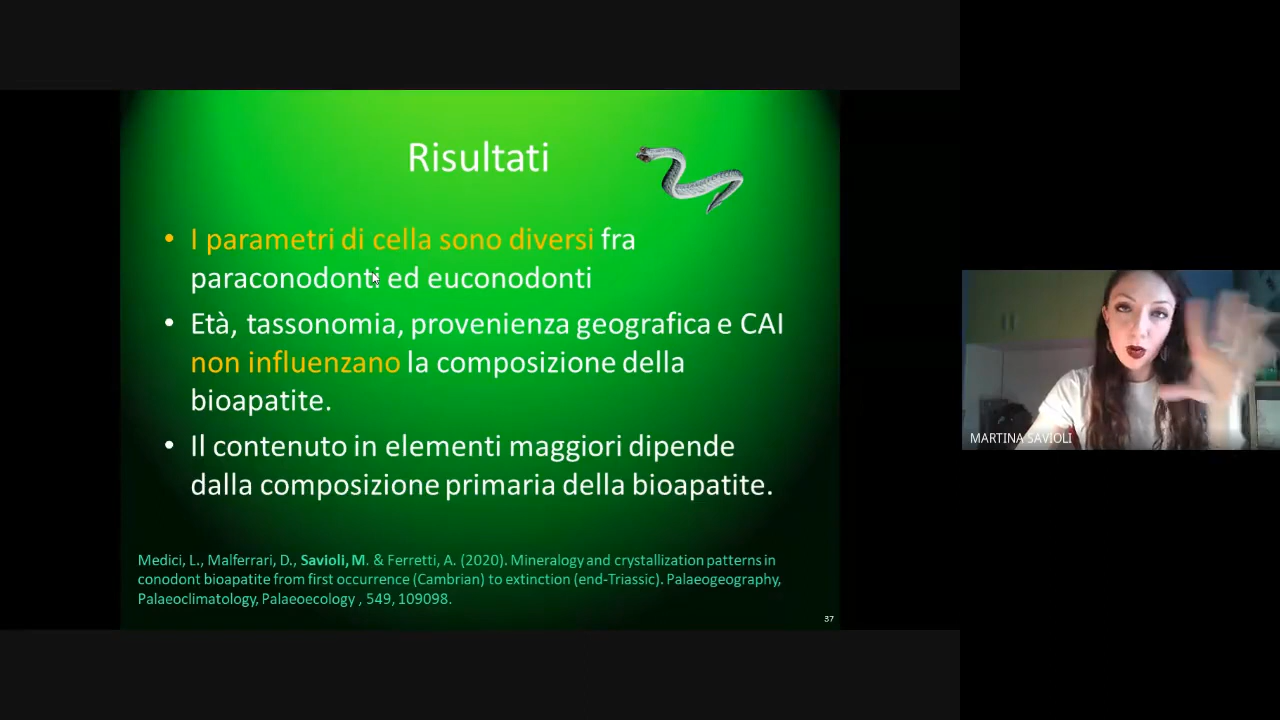 Risultati
• I parametri di cella sono diversi fra
paraconodonti ed euconodonti
• Età, tassonomia, provenienza geografica e CAI
non influenzano la composizione della
bioapatite.
• Il contenuto in elementi maggiori dipende
dalla composizione primaria della bioapatite.
Medici, L., Malferrari, D., Savioli, M. & Ferretti, A. (2020). Mineralogy and crystallization patterns in
conodont bioapatite from first occurrence (Cambrian) to extinction (end-Triassic). Palaeogeography,
Palaeoclimatology, Palaeoecology , 549, 109098.
37
MARTINA SAVIOLI